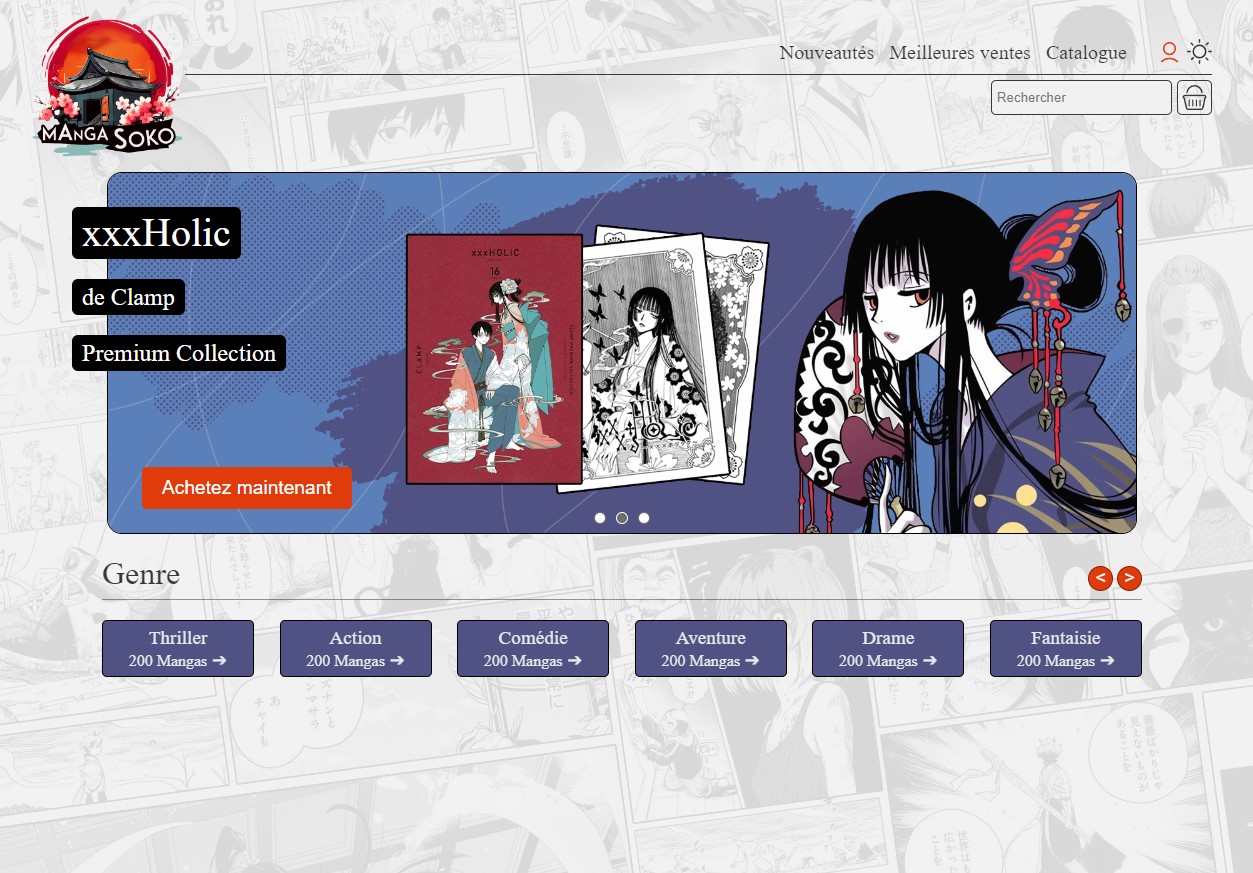 Nouveautés Meilleures ventes Catalogue
MANGA SOKO
Rechercher
xxxHolic
de Clamp
Premium Collection
xxxHOLiC
16
CLAMP
Achetez maintenant
Genre
< >
Thriller
200 Mangas ➔
Action
200 Mangas ➔
Comédie
200 Mangas ➔
Aventure
200 Mangas ➔
Drame
200 Mangas ➔
Fantaisie
200 Mangas ➔